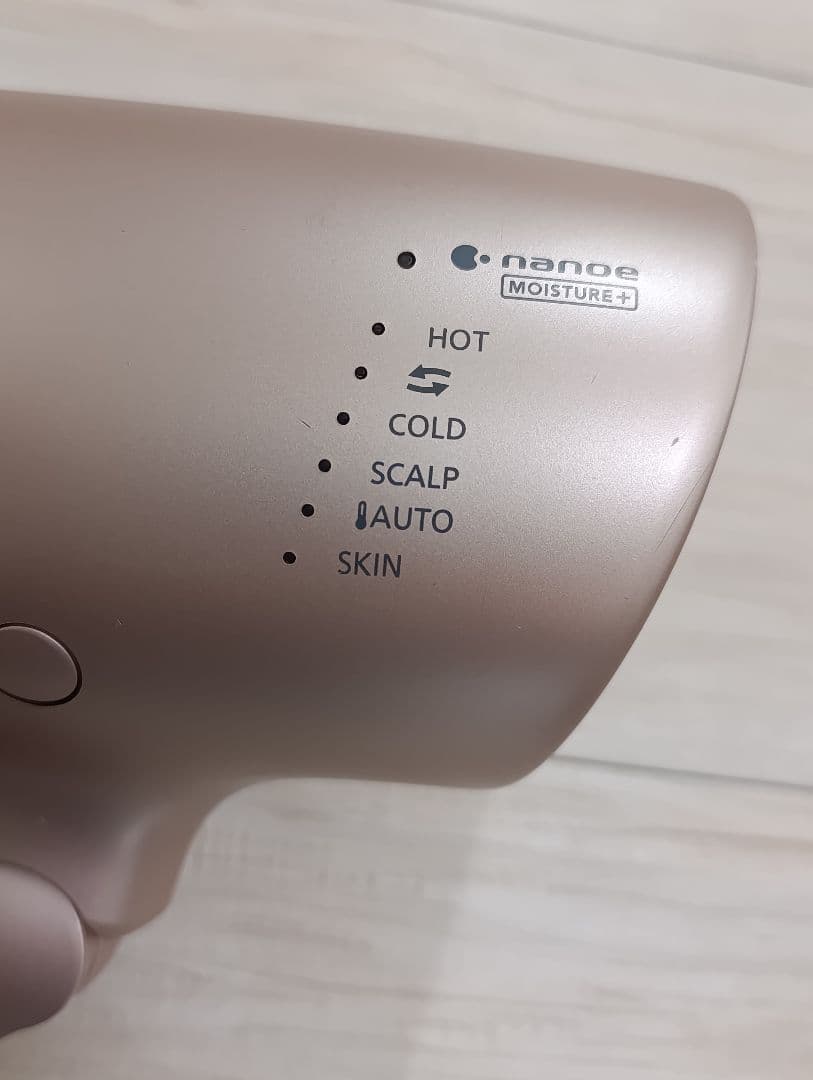 nanoe
MOISTURE+
HOT
COLD
SCALP
AUTO
SKIN